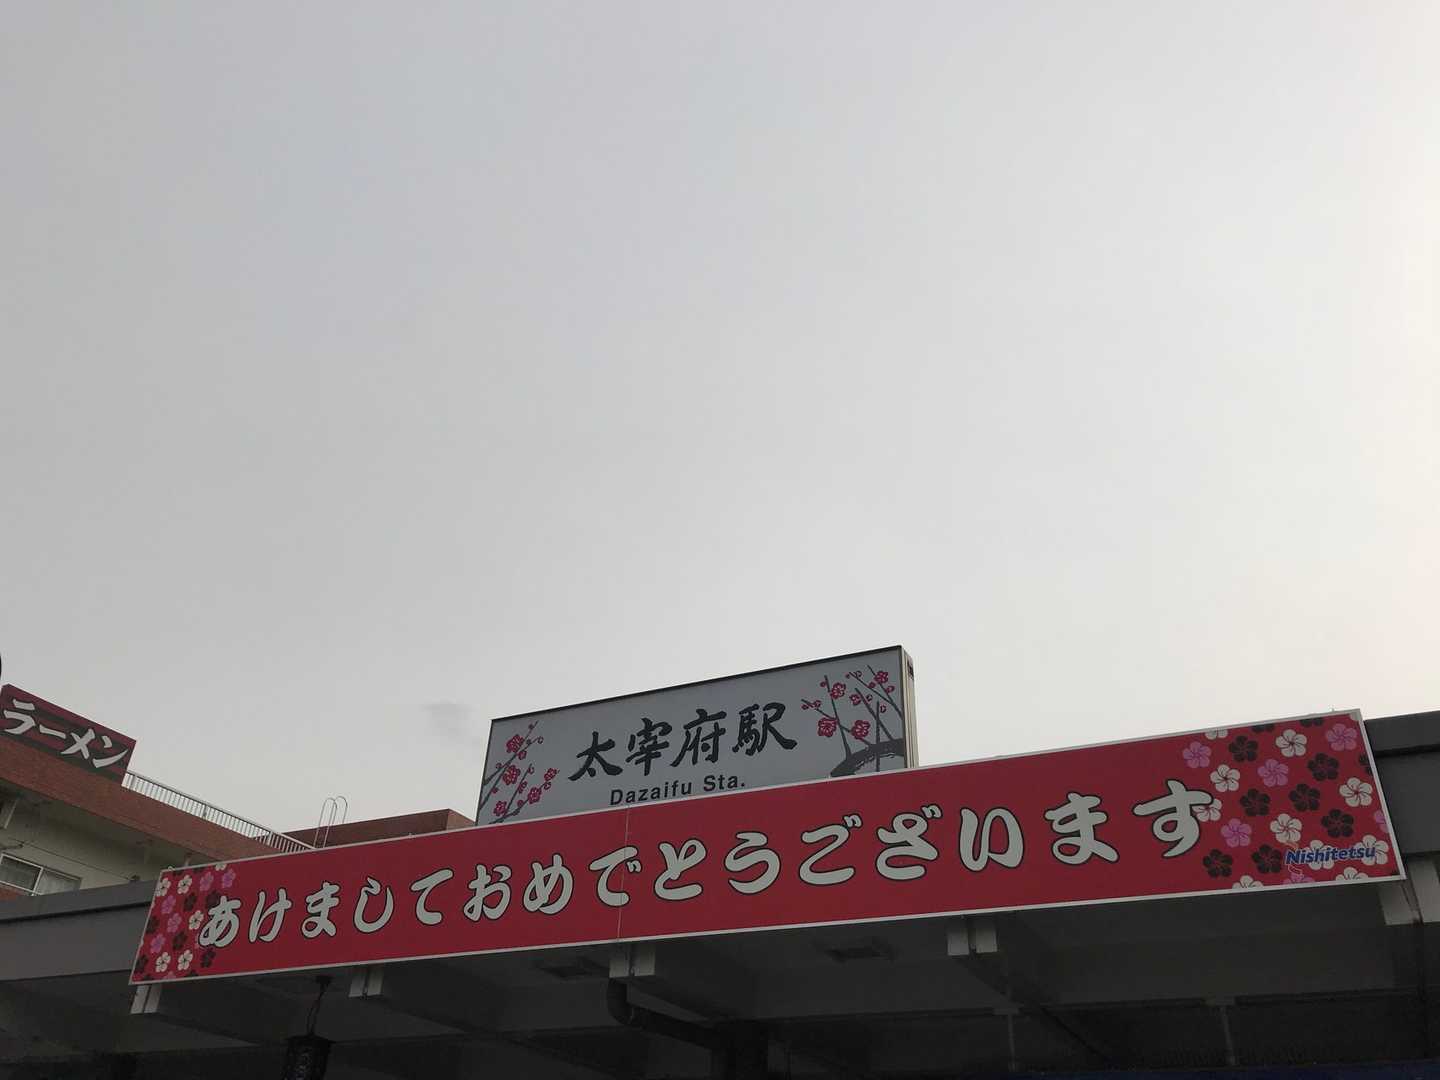 ラーメン
太宰府駅
Dazaifu Sta.
あけましておめでとうございます
Nishitetsu